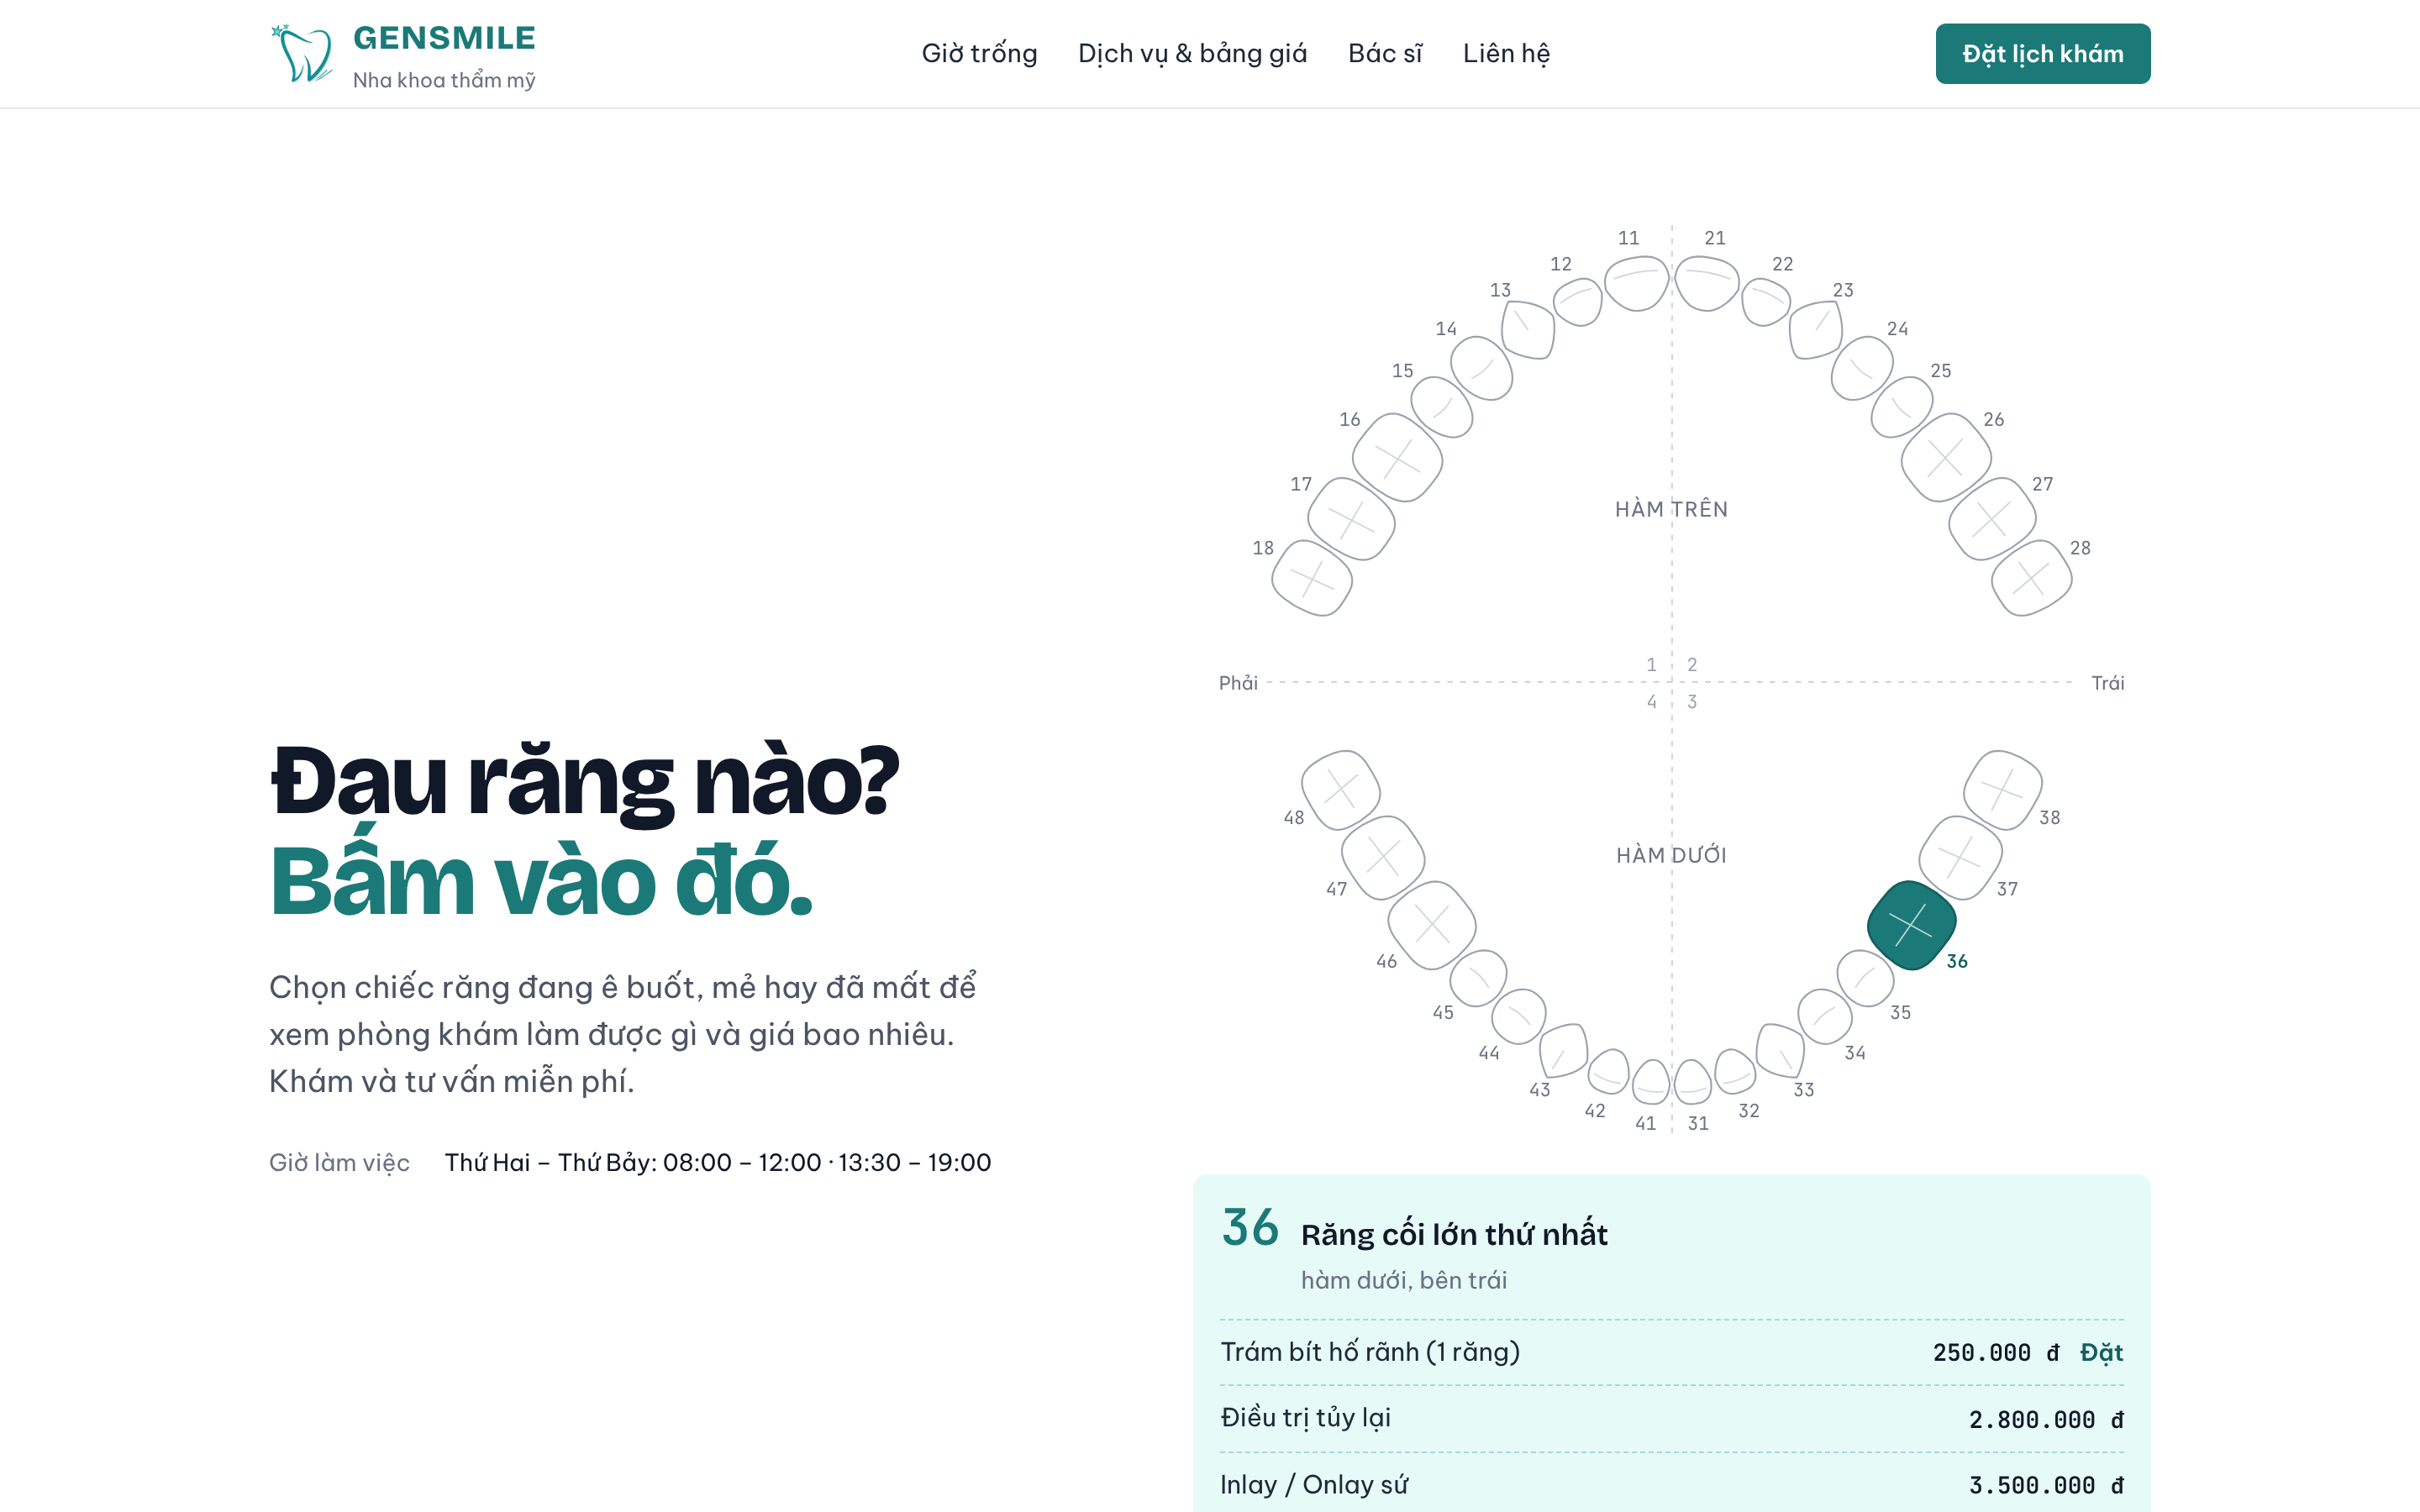 GENSMILE
Nha khoa thẩm mỹ
Giờ trống
Dịch vụ & bảng giá
Bác sĩ
Liên hệ
Đặt lịch khám
Đau răng nào?
Bấm vào đó.
Chọn chiếc răng đang ê buốt, mẻ hay đã mất để
xem phòng khám làm được gì và giá bao nhiêu.
Khám và tư vấn miễn phí.
Giờ làm việc Thứ Hai – Thứ Bảy: 08:00 – 12:00 · 13:30 – 19:00
11 21
12 22
13 23
14 24
15 25
16 26
17 27
HÀM TRÊN
18 28
1 2
Phải Trái
4 3
48 38
HÀM DƯỚI
47 37
46 36
45 35
44 34
43 33
42 32
41 31
36 Răng cối lớn thứ nhất
hàm dưới, bên trái
Trám bít hố rãnh (1 răng) 250.000 đ Đặt
Điều trị tủy lại 2.800.000 đ
Inlay / Onlay sứ 3.500.000 đ